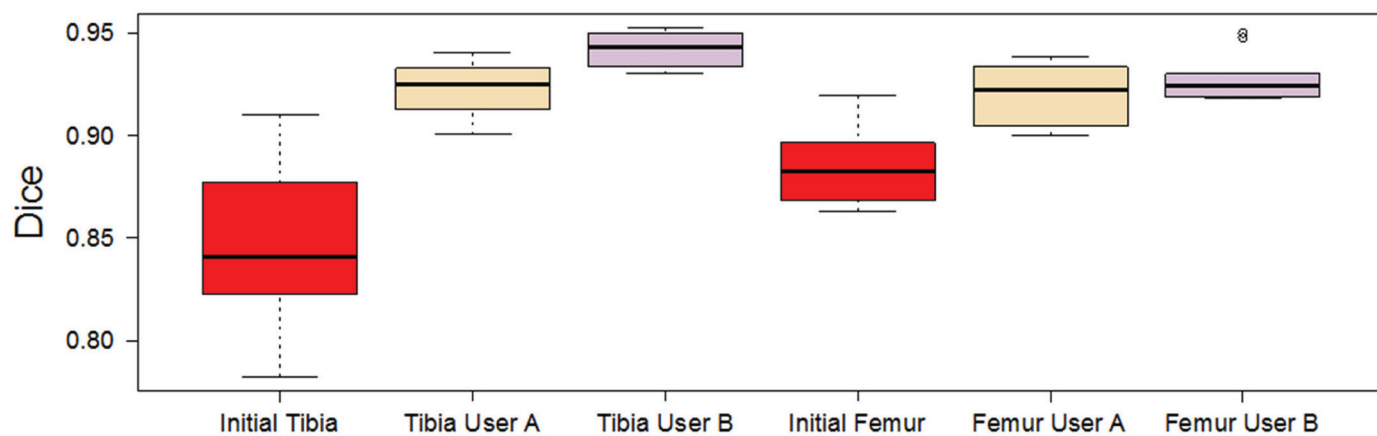 Dice
0.95
0.90
0.85
0.80
Initial Tibia
Tibia User A
Tibia User B
Initial Femur
Femur User A
Femur User B